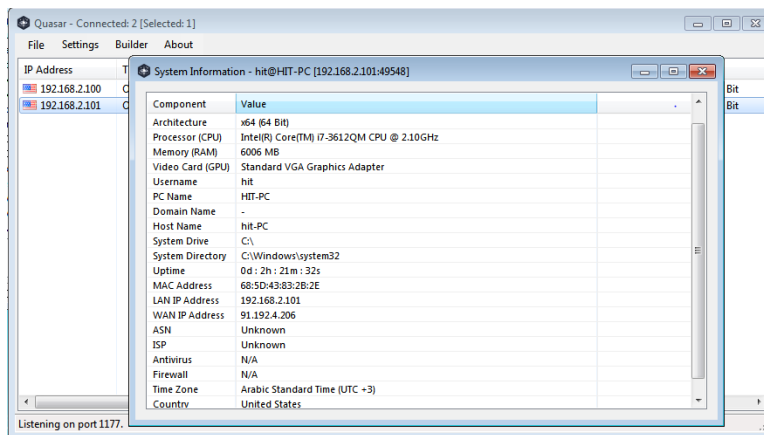 Quasar - Connected: 2 [Selected: 1]
File Settings Builder About
IP Address
192.168.2.100 Bit
192.168.2.101 Bit
System Information - hit@HIT-PC [192.168.2.101:49548]
Component Value
Architecture x64 (64 Bit)
Processor (CPU) Intel(R) Core(TM) i7-3612QM CPU @ 2.10GHz
Memory (RAM) 6006 MB
Video Card (GPU) Standard VGA Graphics Adapter
Username hit
PC Name HIT-PC
Domain Name -
Host Name hit-PC
System Drive C:\
System Directory C:\Windows\system32
Uptime 0d : 2h : 21m : 32s
MAC Address 68:5D:43:83:2B:2E
LAN IP Address 192.168.2.101
WAN IP Address 91.192.4.206
ASN Unknown
ISP Unknown
Antivirus N/A
Firewall N/A
Time Zone Arabic Standard Time (UTC +3)
Country United States
Listening on port 1177.